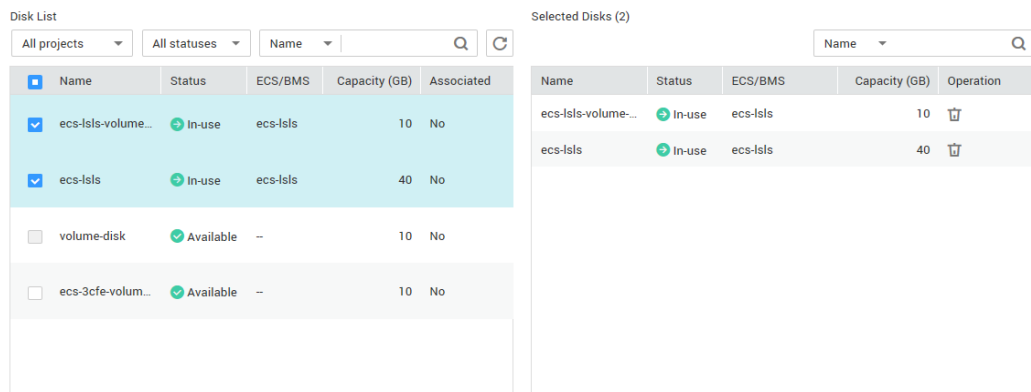 Disk List
All projects All statuses Name
Name Status ECS/BMS Capacity (GB) Associated
ecs-lsls-volume... In-use ecs-lsls 10 No
ecs-lsls In-use ecs-lsls 40 No
volume-disk Available -- 10 No
ecs-3cfe-volum... Available -- 10 No
Selected Disks (2)
Name
Name Status ECS/BMS Capacity (GB) Operation
ecs-lsls-volume-... In-use ecs-lsls 10
ecs-lsls In-use ecs-lsls 40